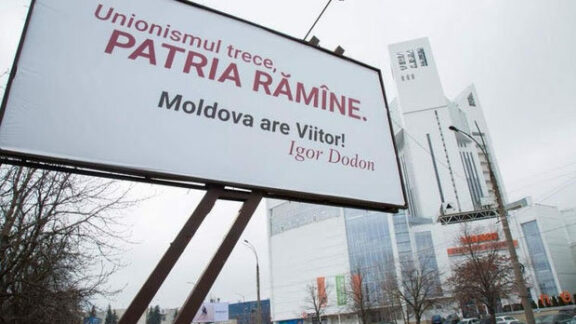 Unionismul trece,
PATRIA RĂMÎNE.
Moldova are Viitor!
Igor Dodon